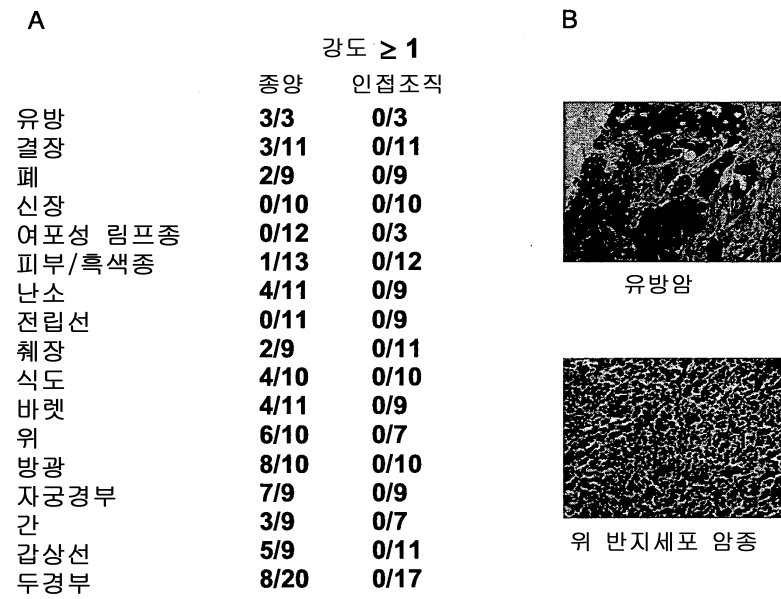 A
강도 ≥ 1
종양 인접조직
유방 3/3 0/3
결장 3/11 0/11
폐 2/9 0/9
신장 0/10 0/10
여포성 림프종 0/12 0/3
피부/흑색종 1/13 0/12
난소 4/11 0/9
전립선 0/11 0/9
췌장 2/9 0/11
식도 4/10 0/10
바렛 4/11 0/9
위 6/10 0/7
방광 8/10 0/10
자궁경부 7/9 0/9
간 3/9 0/7
갑상선 5/9 0/11
두경부 8/20 0/17
B
유방암
위 반지세포 암종